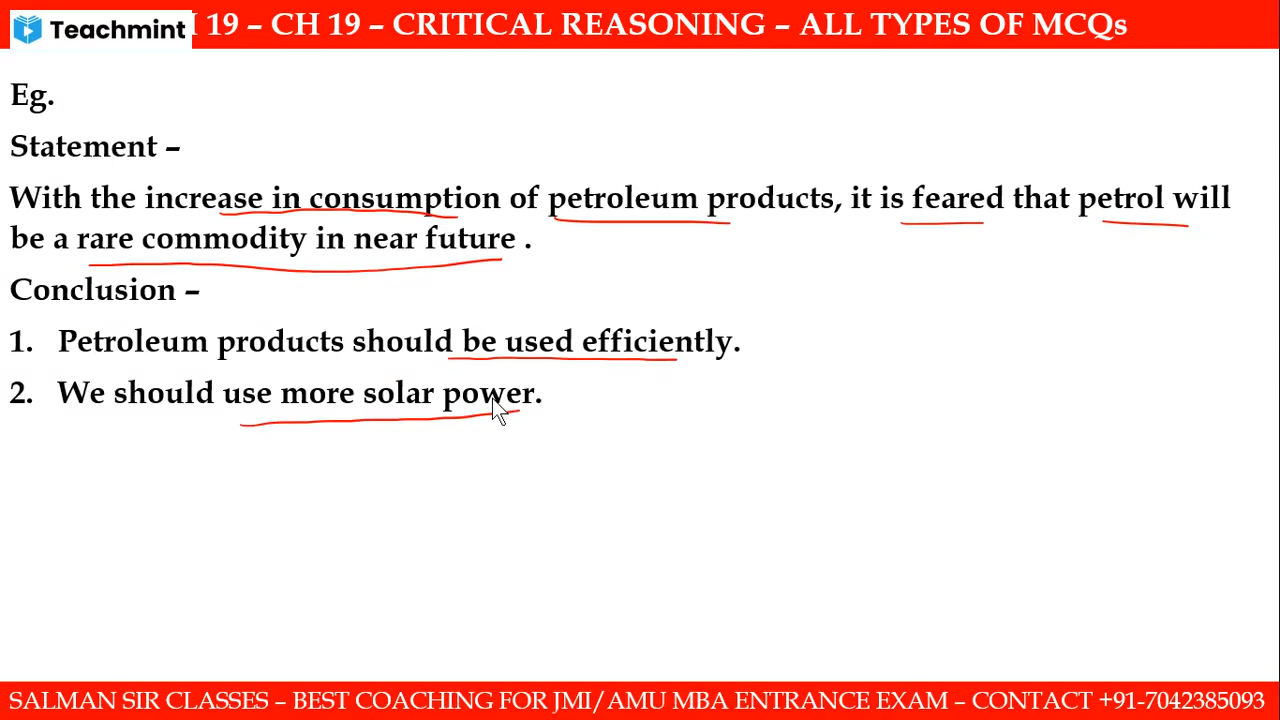 Teachmint 19 – CH 19 – CRITICAL REASONING – ALL TYPES OF MCQs
Eg.
Statement –
With the increase in consumption of petroleum products, it is feared that petrol will
be a rare commodity in near future .
Conclusion –
1. Petroleum products should be used efficiently.
2. We should use more solar power.
SALMAN SIR CLASSES – BEST COACHING FOR JMI/AMU MBA ENTRANCE EXAM – CONTACT +91-7042385093